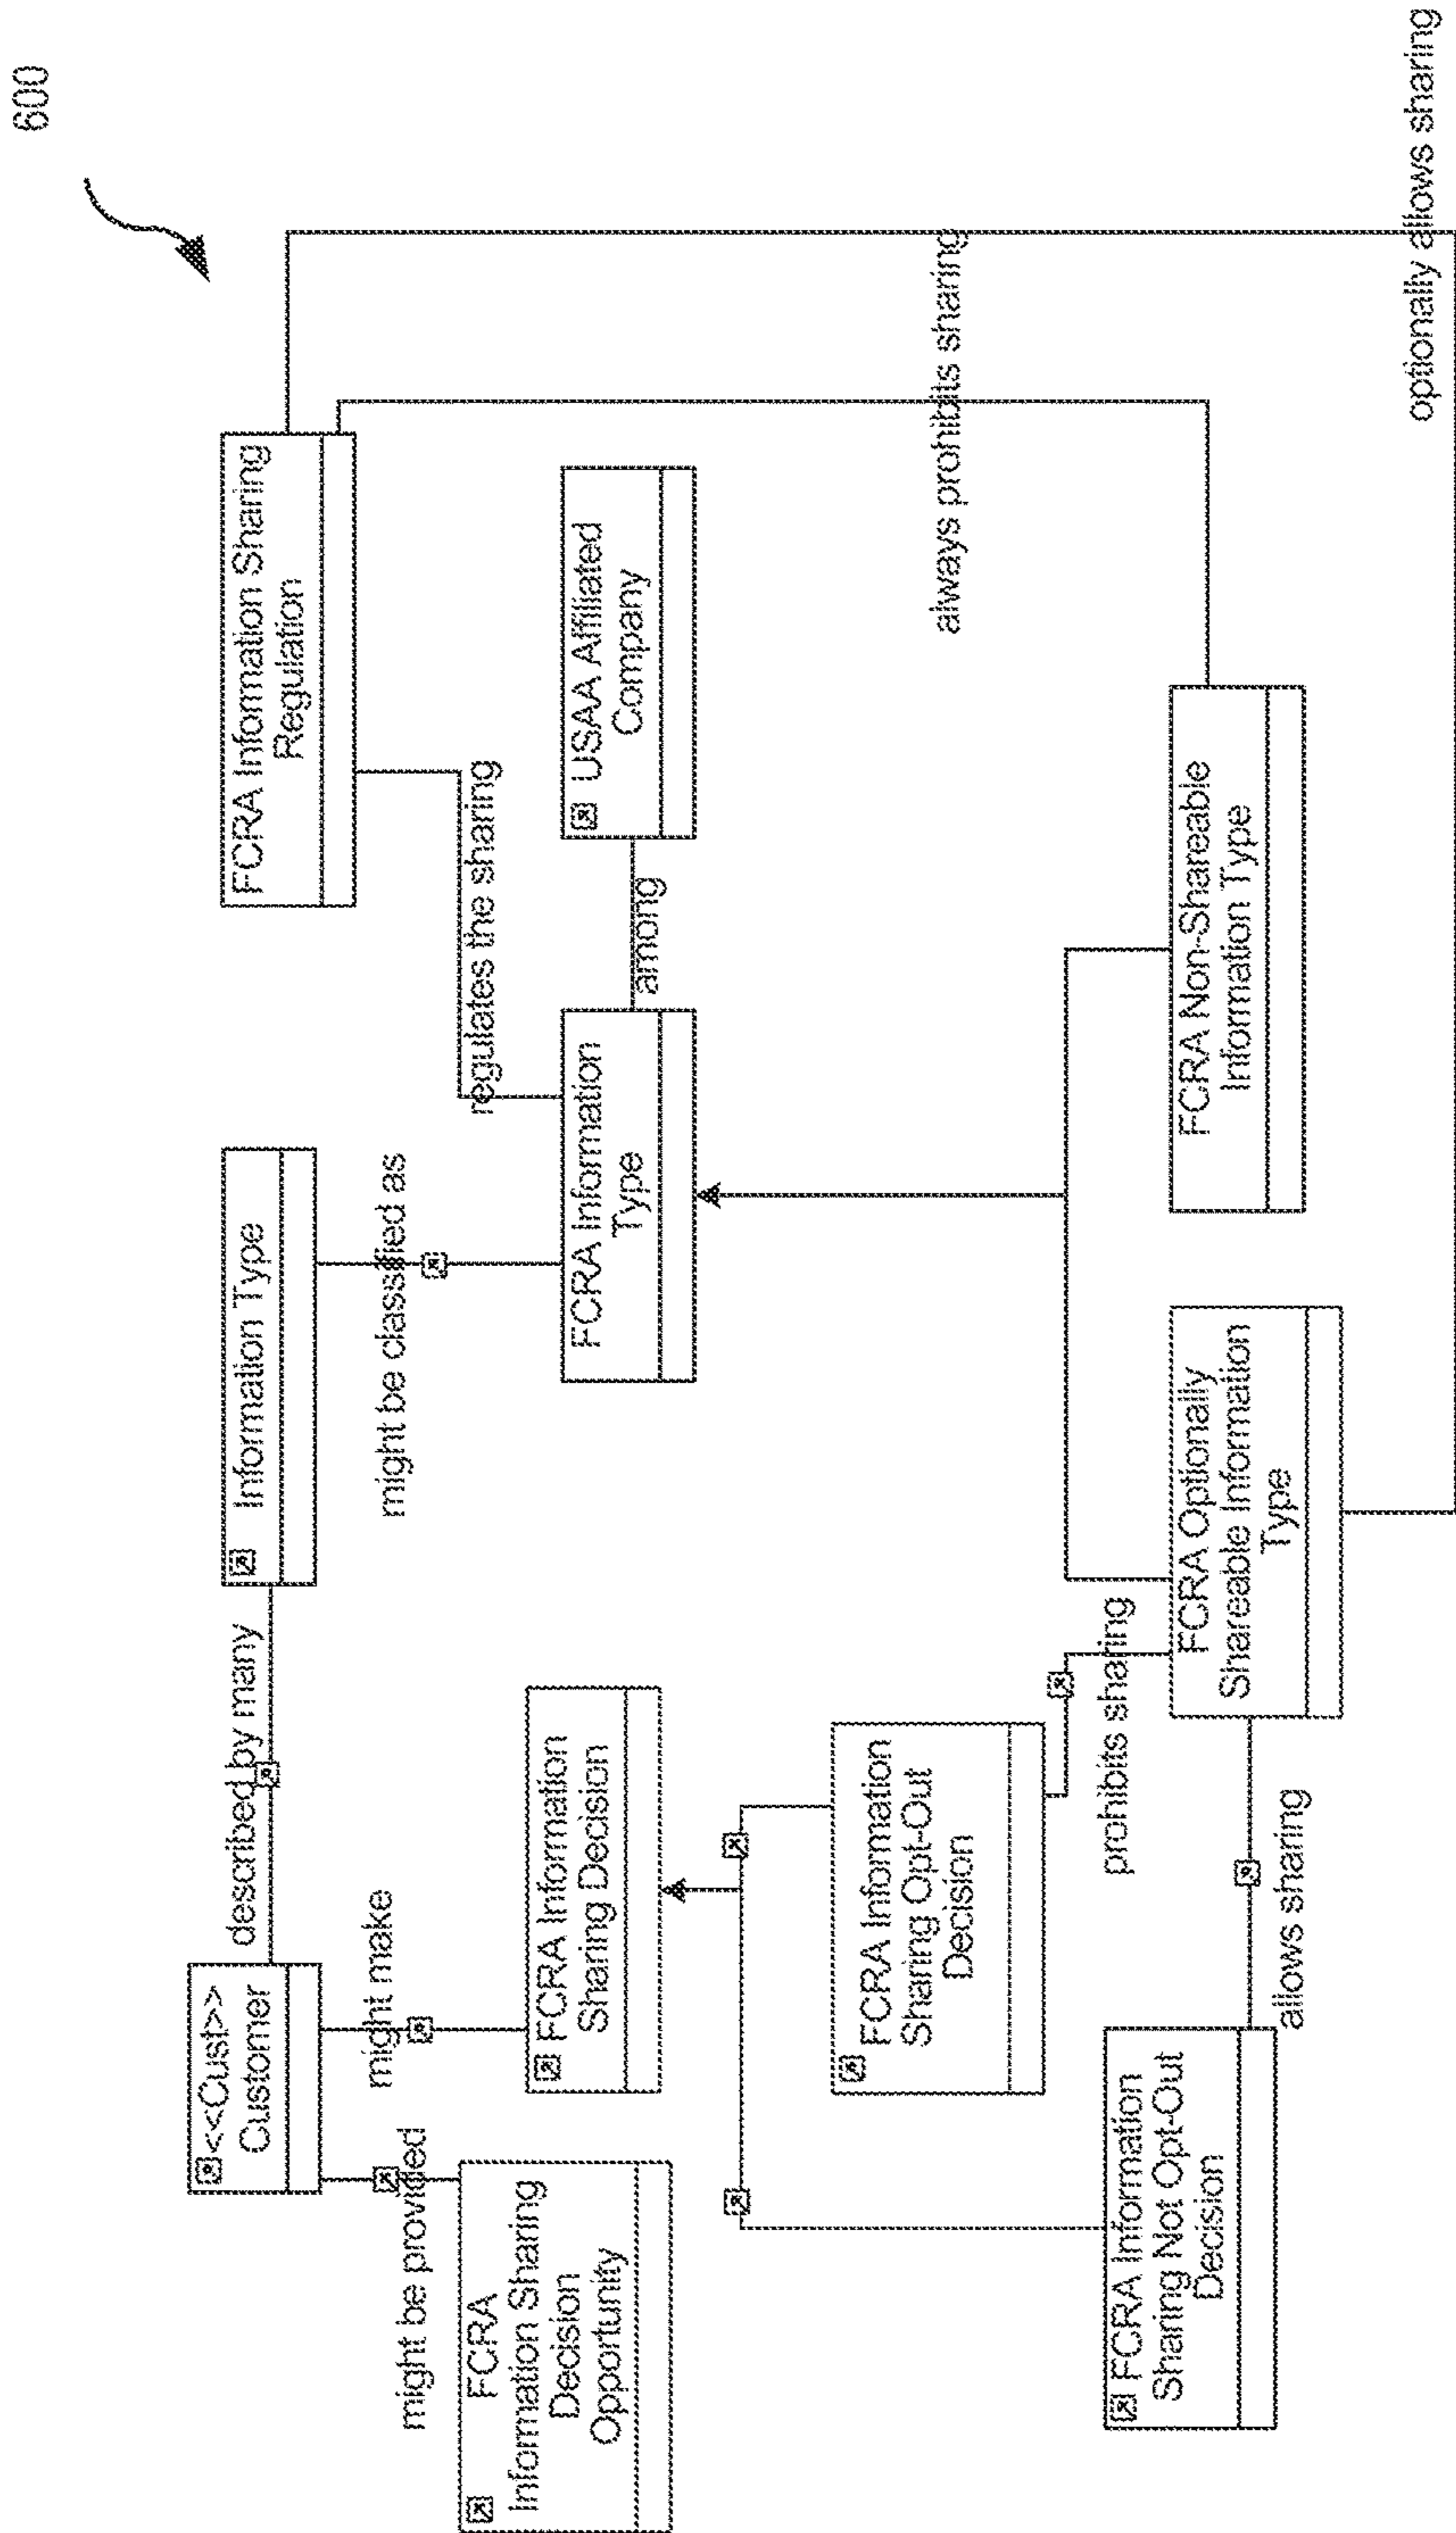 600
<<Cust>>
Customer
described by many
Information Type
FCRA Information Sharing
Regulation
might be provided
might make
might be classified as
regulates the sharing
FCRA
Information Sharing
Decision
Opportunity
FCRA Information
Sharing Decision
FCRA Information
Type
among
USAA Affiliated
Company
FCRA Information
Sharing Opt-Out
Decision
always prohibits sharing
prohibits sharing
FCRA Information
Sharing Not Opt-Out
Decision
allows sharing
FCRA Optionally
Shareable Information
Type
FCRA Non-Shareable
Information Type
optionally allows sharing